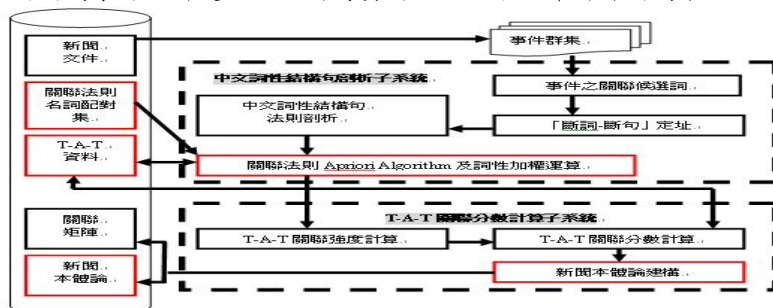 新聞
文件
事件群集
中文詞性結構句剖析子系統
事件之關聯候選詞
關聯法則
名詞配對
集
中文詞性結構句
法則剖析
「斷詞-斷句」定址
T-A-T
資料
關聯法則 Apriori Algorithm 及詞性加權運算
T-A-T 關聯分數計算子系統
關聯
矩陣
T-A-T 關聯強度計算
T-A-T 關聯分數計算
新聞
本體論
新聞本體論建構